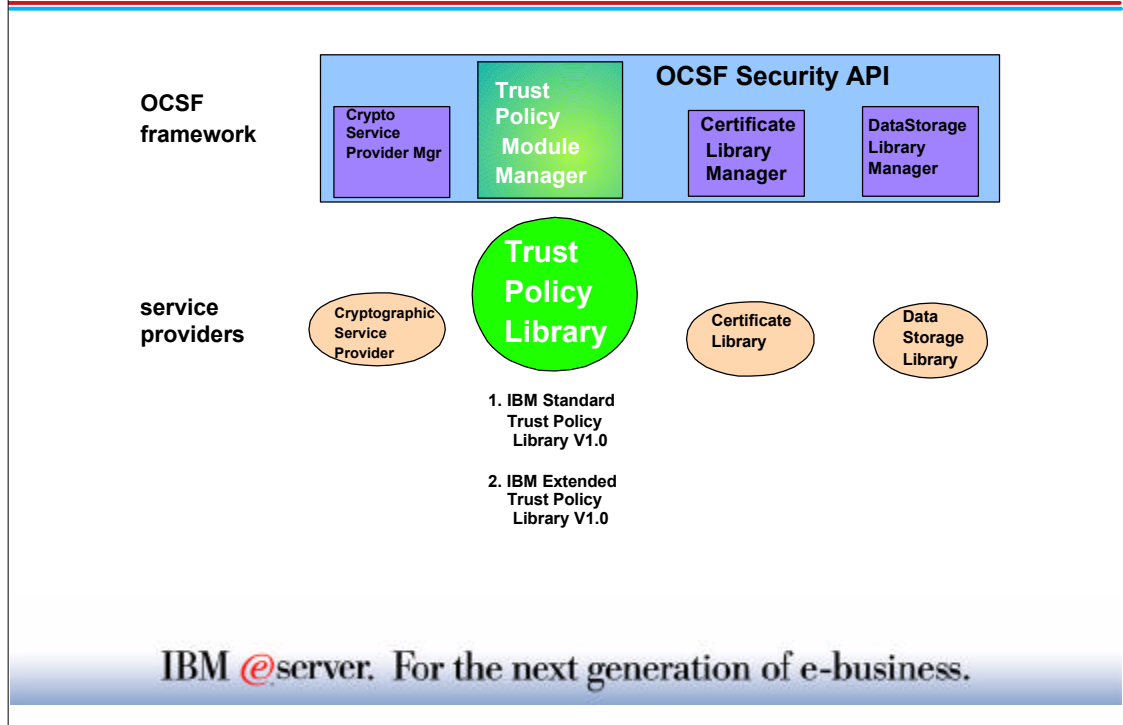 OCSF Security API
OCSF
framework
Crypto
Service
Provider Mgr
Trust
Policy
Module
Manager
Certificate
Library
Manager
DataStorage
Library
Manager
service
providers
Cryptographic
Service
Provider
Trust
Policy
Library
Certificate
Library
Data
Storage
Library
1. IBM Standard
Trust Policy
Library V1.0
2. IBM Extended
Trust Policy
Library V1.0
IBM @server. For the next generation of e-business.